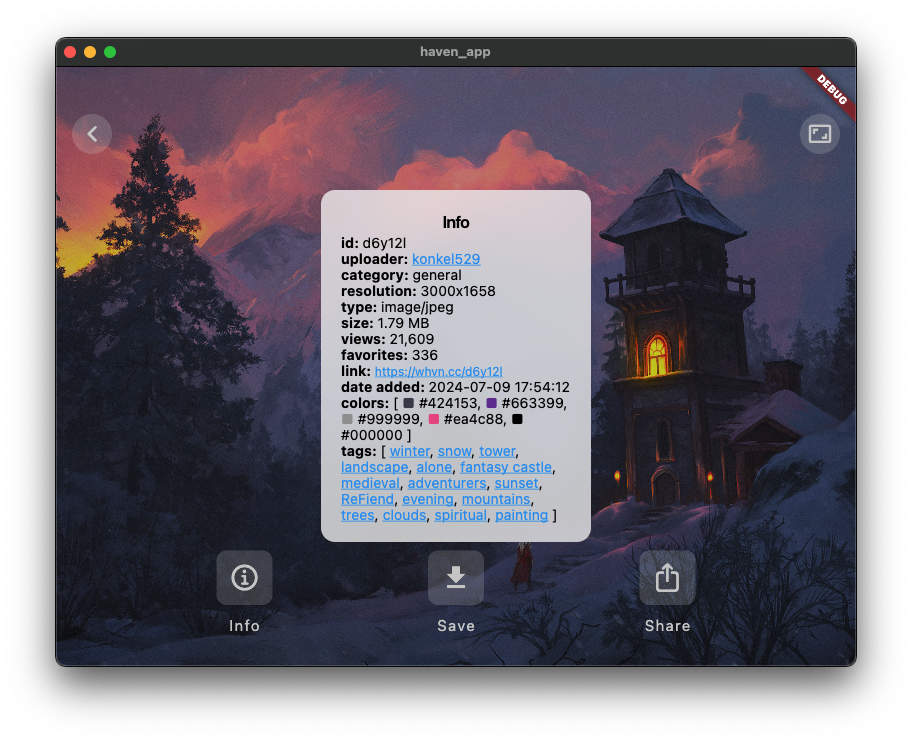 haven_app
DEBUG
Info
id: d6y12l
uploader: konkel529
category: general
resolution: 3000x1658
type: image/jpeg
size: 1.79 MB
views: 21,609
favorites: 336
link: https://whvn.cc/d6y12l
date added: 2024-07-09 17:54:12
colors: [ #424153, #663399,
#999999, #ea4c88,
#000000 ]
tags: [ winter, snow, tower,
landscape, alone, fantasy castle,
medieval, adventurers, sunset,
ReFiend, evening, mountains,
trees, clouds, spiritual, painting ]
Info
Save
Share